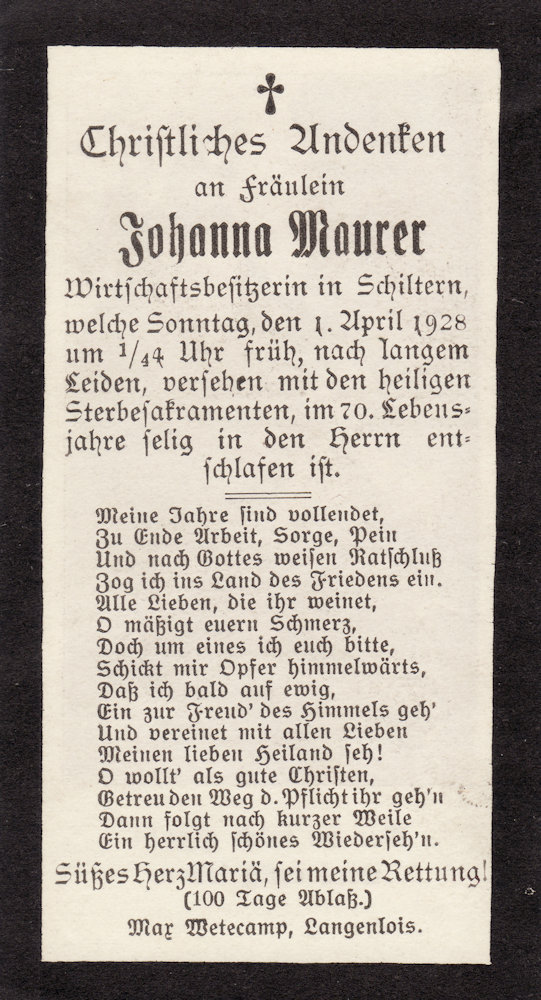 Christliches Andenken
an Fräulein
Johanna Maurer
Wirtschaftsbesitzerin in Schiltern,
welche Sonntag, den 1. April 1928
um 1/44 Uhr früh, nach langem
Leiden, versehen mit den heiligen
Sterbesakramenten, im 70. Lebens-
jahre selig in den Herrn ent-
schlafen ist.
Meine Jahre sind vollendet,
Zu Ende Arbeit, Sorge, Pein
Und nach Gottes weisen Ratschluß
Zog ich ins Land des Friedens ein.
Alle Lieben, die ihr weinet,
O mäßigt euern Schmerz,
Doch um eines ich euch bitte,
Schickt mir Opfer himmelwärts,
Daß ich bald auf ewig,
Ein zur Freud' des Himmels geh'
Und vereinet mit allen Lieben
Meinen lieben Heiland seh!
O wollt' als gute Christen,
Getreu den Weg d. Pflicht ihr geh'n
Dann folgt nach kurzer Weile
Ein herrlich schönes Wiederseh'n.
Süßes Herz Mariä, sei meine Rettung!
(100 Tage Ablaß.)
Max Wetecamp, Langenlois.